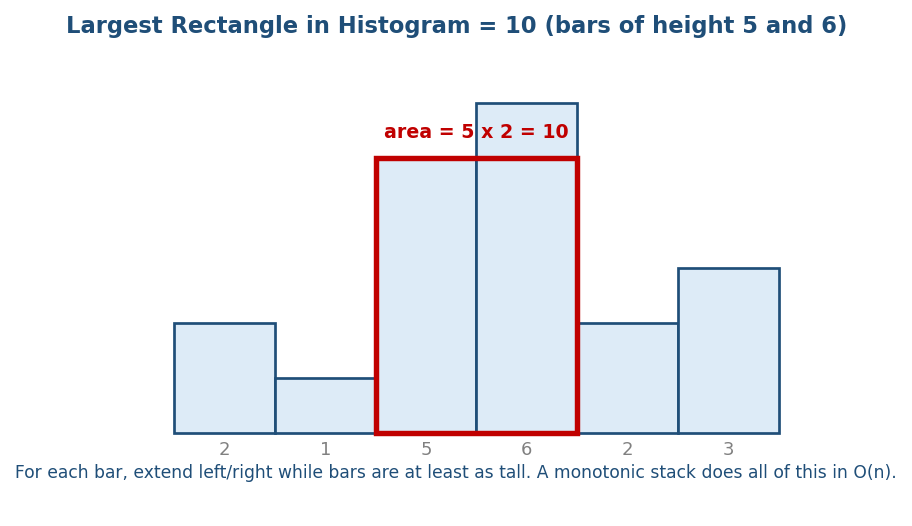 Largest Rectangle in Histogram = 10 (bars of height 5 and 6)
area = 5 x 2 = 10
2 1 5 6 2 3
For each bar, extend left/right while bars are at least as tall. A monotonic stack does all of this in O(n).